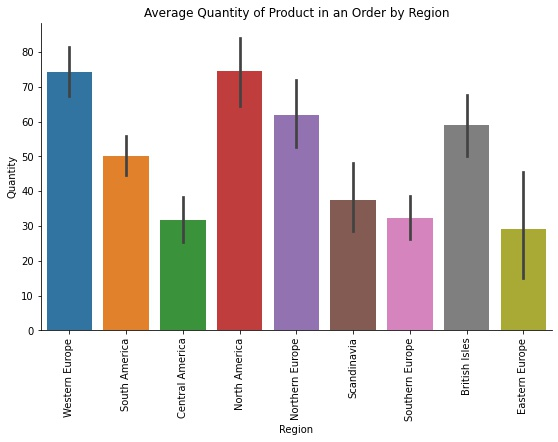 Average Quantity of Product in an Order by Region
Quantity
80
70
60
50
40
30
20
10
0
Western Europe
South America
Central America
North America
Northern Europe
Scandinavia
Southern Europe
British Isles
Eastern Europe
Region